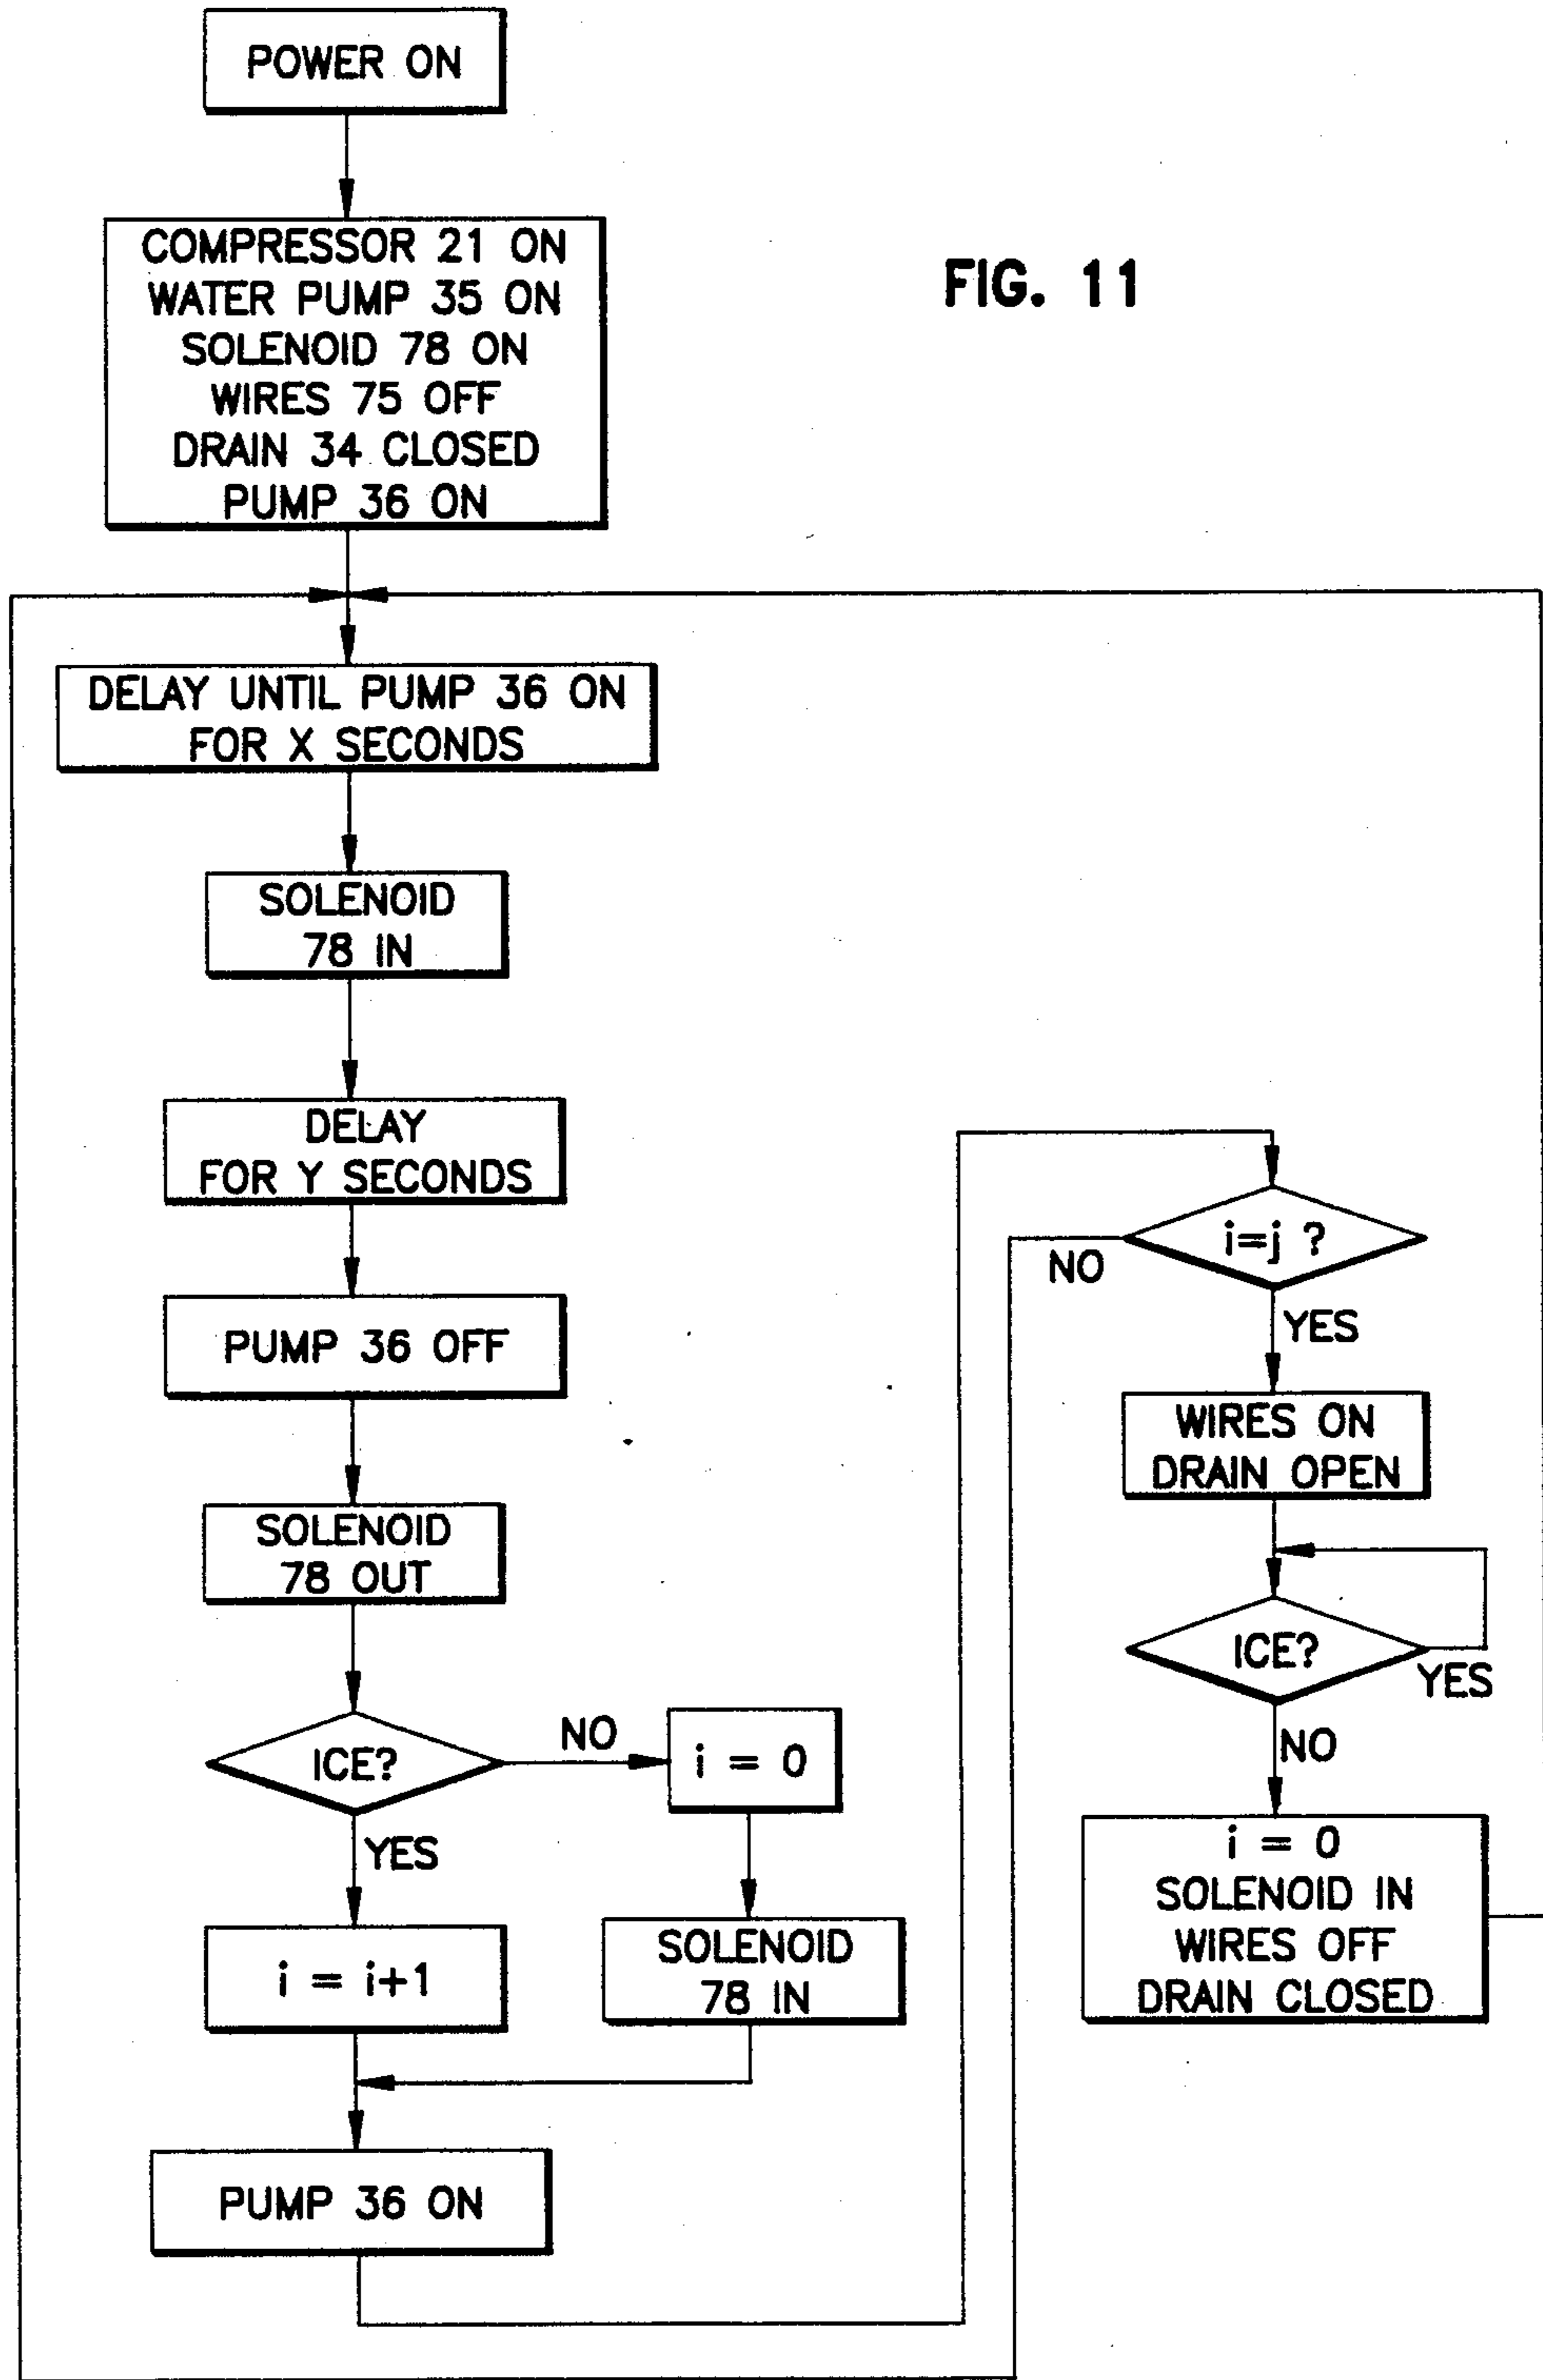 POWER ON
COMPRESSOR 21 ON
WATER PUMP 35 ON
SOLENOID 78 ON
WIRES 75 OFF
DRAIN 34 CLOSED
PUMP 36 ON
FIG. 11
DELAY UNTIL PUMP 36 ON
FOR X SECONDS
SOLENOID
78 IN
DELAY
FOR Y SECONDS
PUMP 36 OFF
SOLENOID
78 OUT
ICE?
NO
i = 0
YES
i = i+1
SOLENOID
78 IN
PUMP 36 ON
i=j ?
NO
YES
WIRES ON
DRAIN OPEN
ICE?
YES
NO
i = 0
SOLENOID IN
WIRES OFF
DRAIN CLOSED